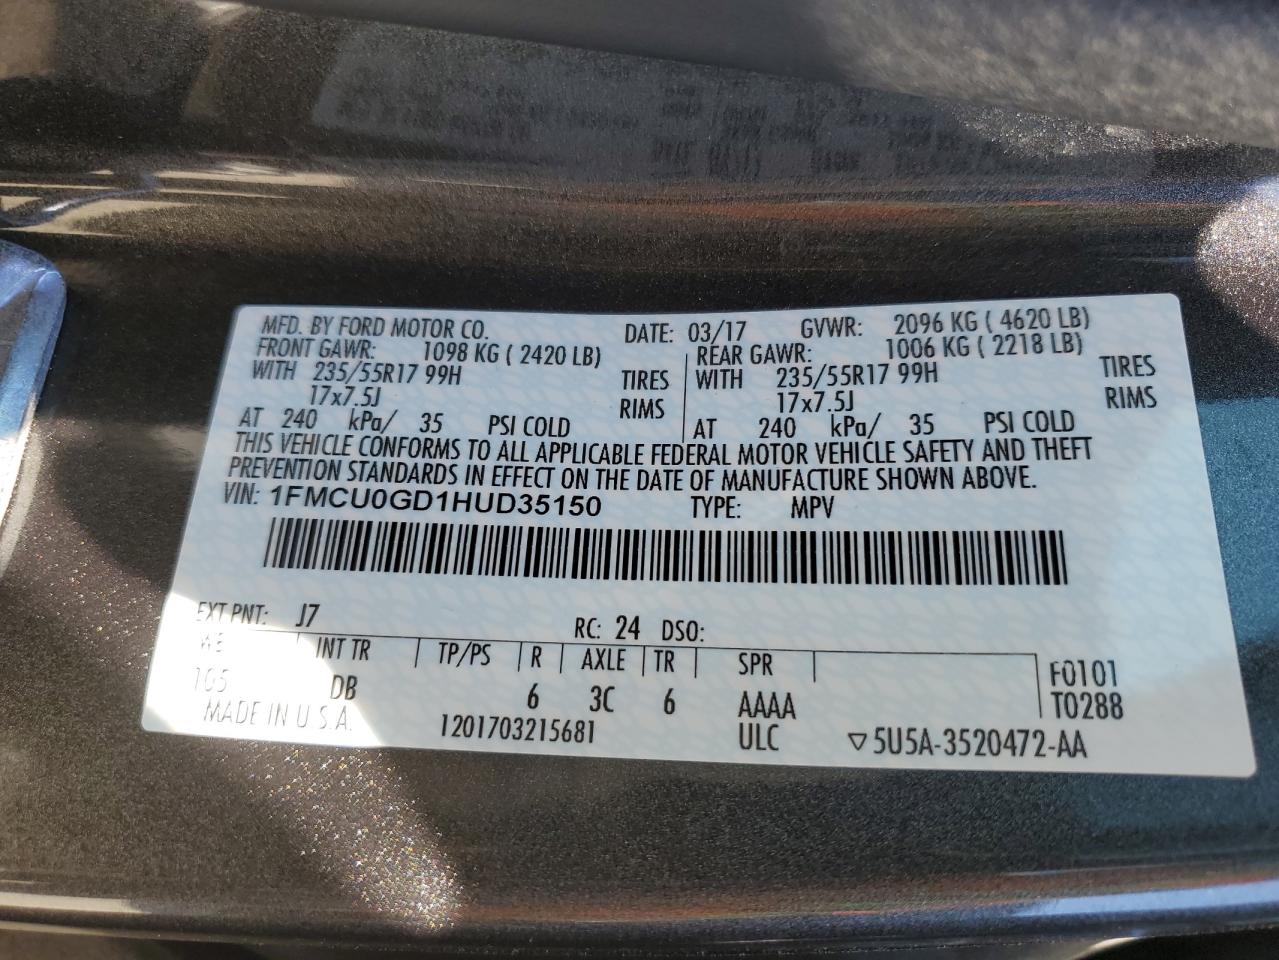 MFD. BY FORD MOTOR CO. DATE: 03/17 GVWR: 2096 KG ( 4620 LB)
FRONT GAWR: 1098 KG ( 2420 LB) REAR GAWR: 1006 KG ( 2218 LB)
WITH 235/55R17 99H TIRES WITH 235/55R17 99H TIRES
17x7.5J RIMS 17x7.5J RIMS
AT 240 kPa/ 35 PSI COLD AT 240 kPa/ 35 PSI COLD
THIS VEHICLE CONFORMS TO ALL APPLICABLE FEDERAL MOTOR VEHICLE SAFETY AND THEFT
PREVENTION STANDARDS IN EFFECT ON THE DATE OF MANUFACTURE SHOWN ABOVE.
VIN: 1FMCU0GD1HUD35150 TYPE: MPV
EXT PNT: J7 RC: 24 DSO:
WB INT TR TP/PS R AXLE TR SPR F0101
105 DB 6 3C 6 AAAA T0288
MADE IN U.S.A. 1201703215681 ULC ▽5U5A-3520472-AA